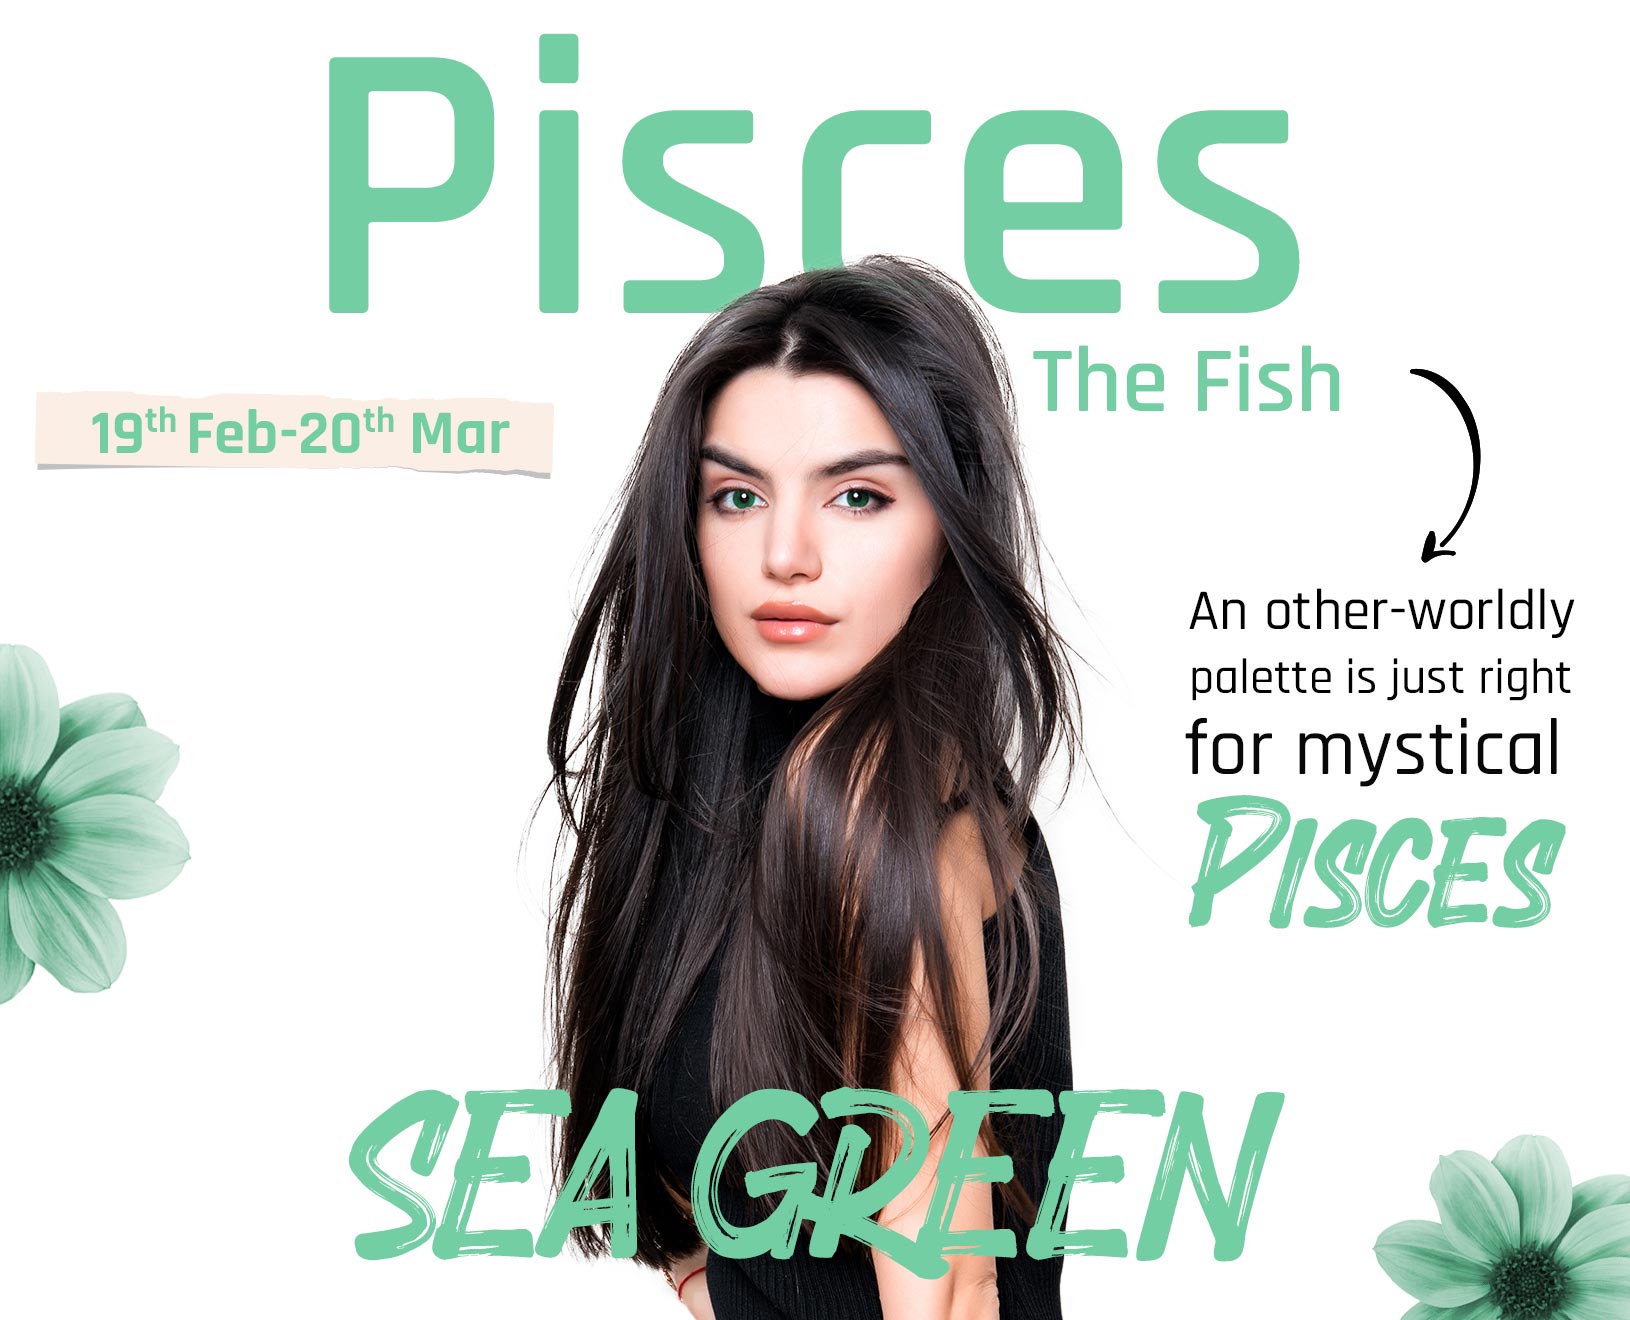 Pisces
The Fish
19th Feb-20th Mar
An other-worldly
palette is just right
for mystical
PISCES
SEA GREEN